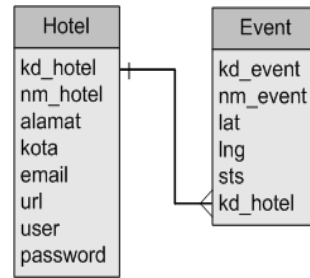 Hotel
kd_hotel
nm_hotel
alamat
kota
email
url
user
password
Event
kd_event
nm_event
lat
lng
sts
kd_hotel